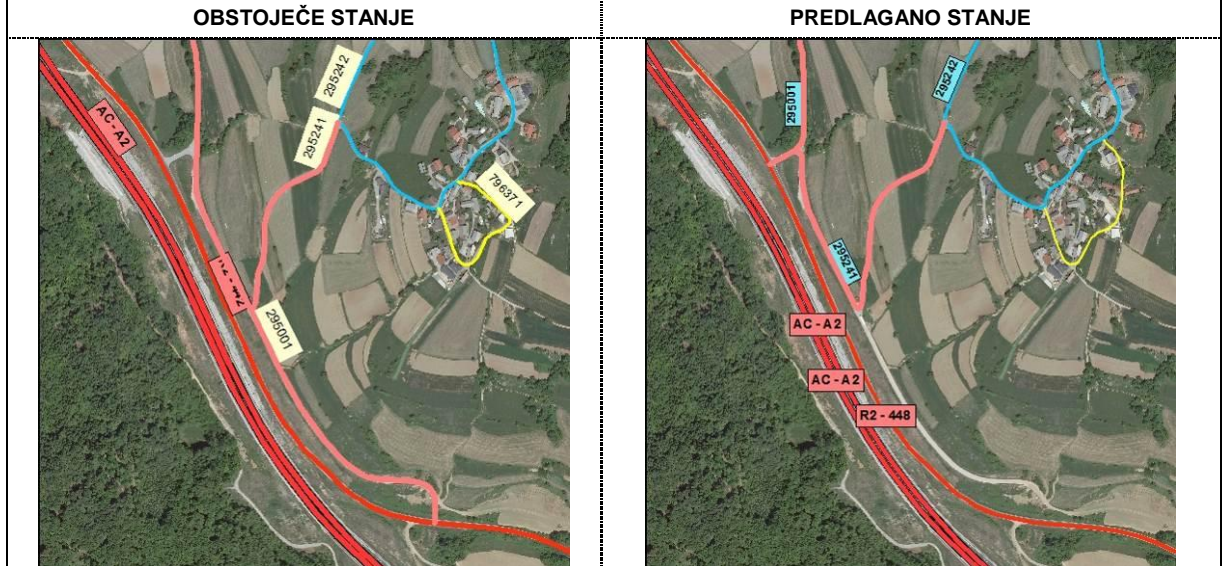 OBSTOJEČE STANJE
PREDLAGANO STANJE
AC - A2
295242
295241
796371
295001
295001
295242
295241
AC - A2
AC - A2
R2 - 448